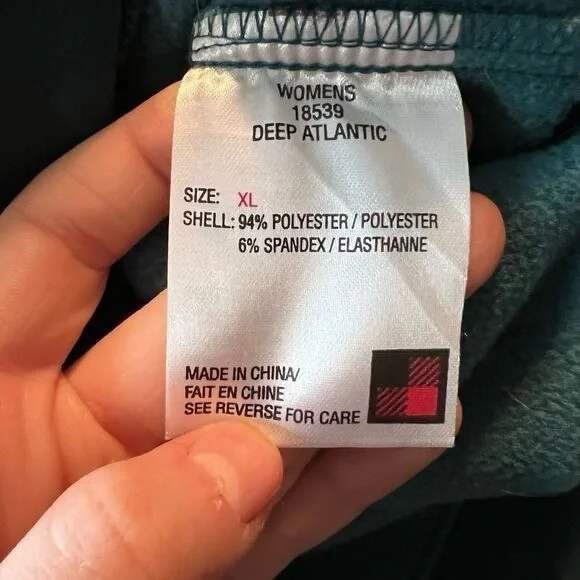 WOMENS
18539
DEEP ATLANTIC
SIZE: XL
SHELL: 94% POLYESTER / POLYESTER
6% SPANDEX / ELASTHANNE
MADE IN CHINA/
FAIT EN CHINE
SEE REVERSE FOR CARE